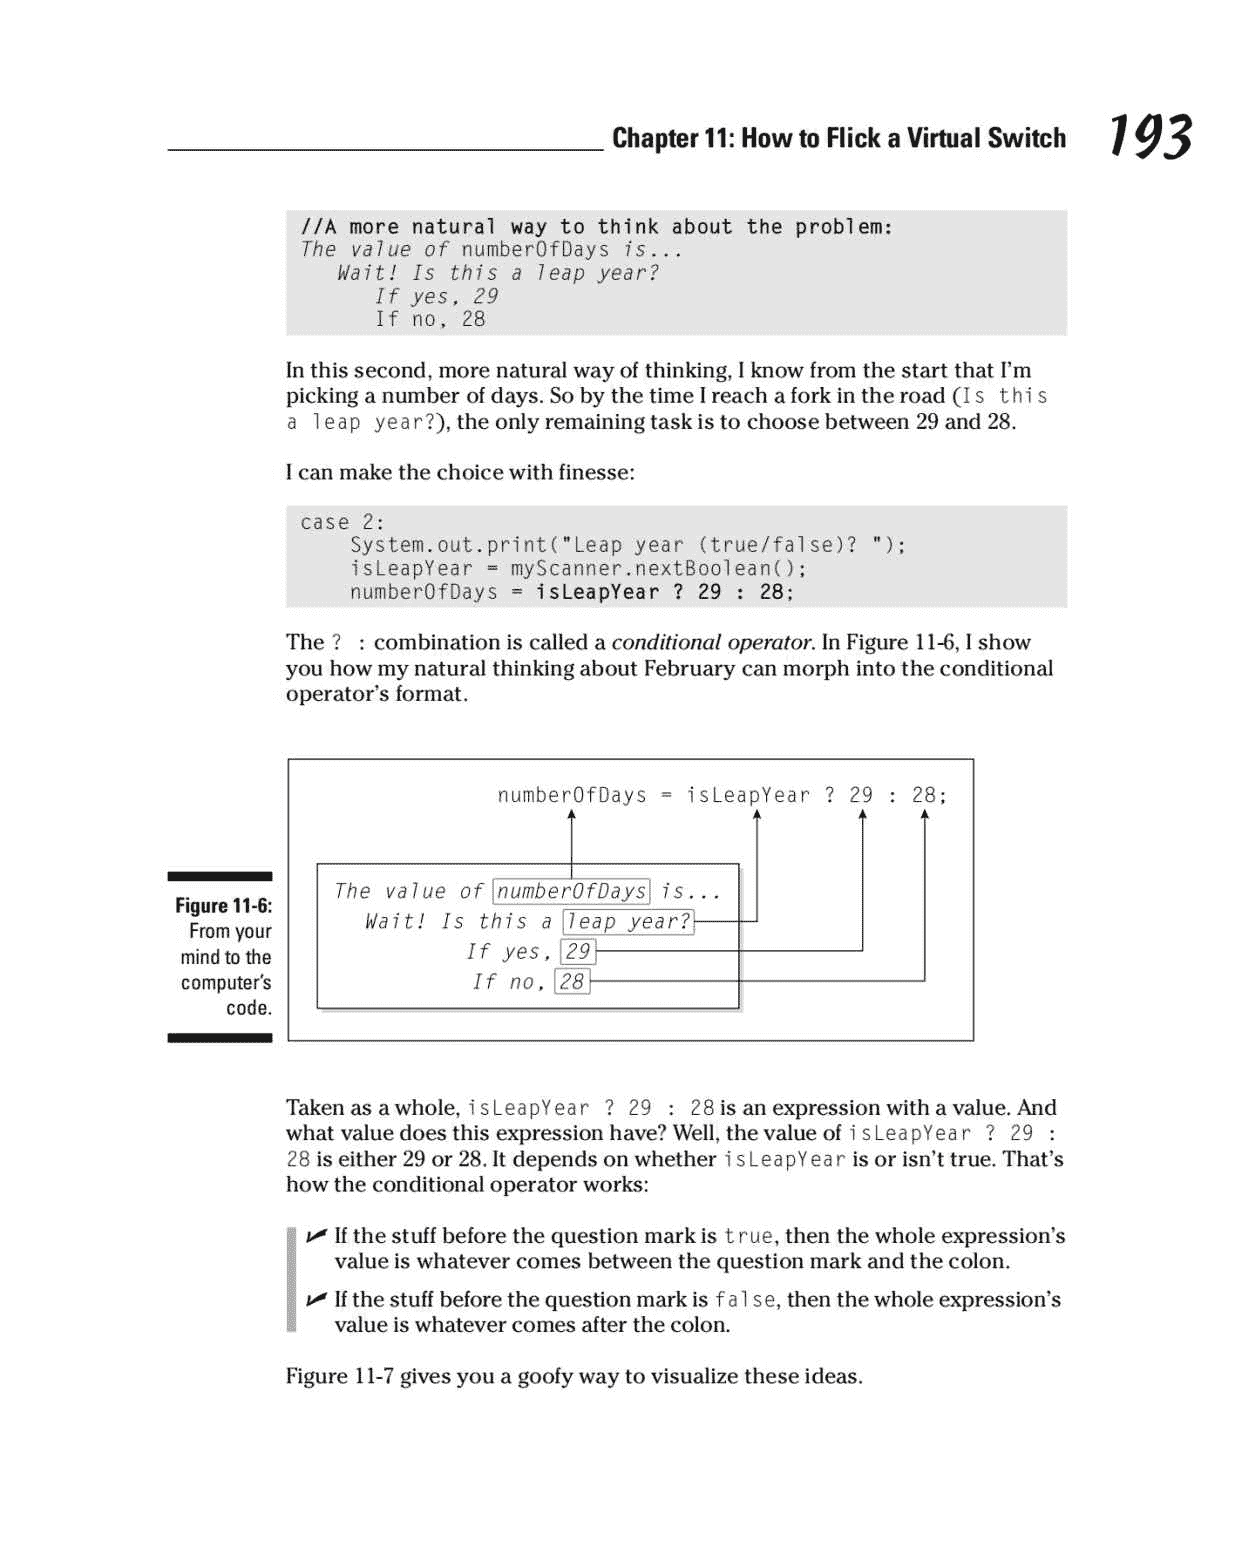 Chapter 11: How to Flick a Virtual Switch 193
//A more natural way to think about the problem:
The value of numberOfDays is...
Wait! Is this a leap year?
If yes, 29
If no, 28
In this second, more natural way of thinking, I know from the start that I'm
picking a number of days. So by the time I reach a fork in the road (Is this
a leap year?), the only remaining task is to choose between 29 and 28.
I can make the choice with finesse:
case 2:
System.out.print("Leap year (true/false)? ");
isLeapYear = myScanner.nextBoolean();
numberOfDays = isLeapYear ? 29 : 28;
The ? : combination is called a conditional operator. In Figure 11-6, I show
you how my natural thinking about February can morph into the conditional
operator's format.
numberOfDays = isLeapYear ? 29 : 28;
The value of numberOfDays is...
Wait! Is this a leap year?
If yes, 29
If no, 28
Figure 11-6:
From your
mind to the
computer's
code.
Taken as a whole, isLeapYear ? 29 : 28 is an expression with a value. And
what value does this expression have? Well, the value of isLeapYear ? 29 :
28 is either 29 or 28. It depends on whether isLeapYear is or isn't true. That's
how the conditional operator works:
If the stuff before the question mark is true, then the whole expression's
value is whatever comes between the question mark and the colon.
If the stuff before the question mark is false, then the whole expression's
value is whatever comes after the colon.
Figure 11-7 gives you a goofy way to visualize these ideas.